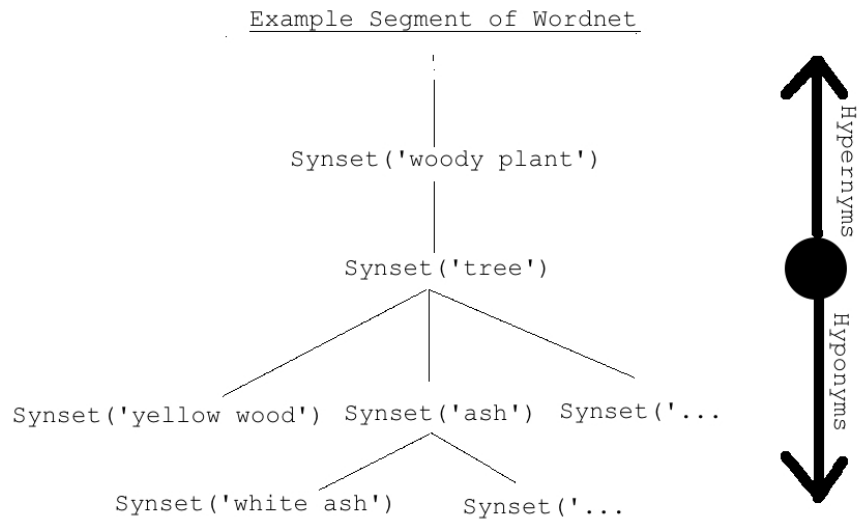 Example Segment of Wordnet
Synset('woody plant')
Hypernyms
Synset('tree')
Hyponyms
Synset('yellow wood') Synset('ash') Synset('...
Synset('white ash') Synset('...